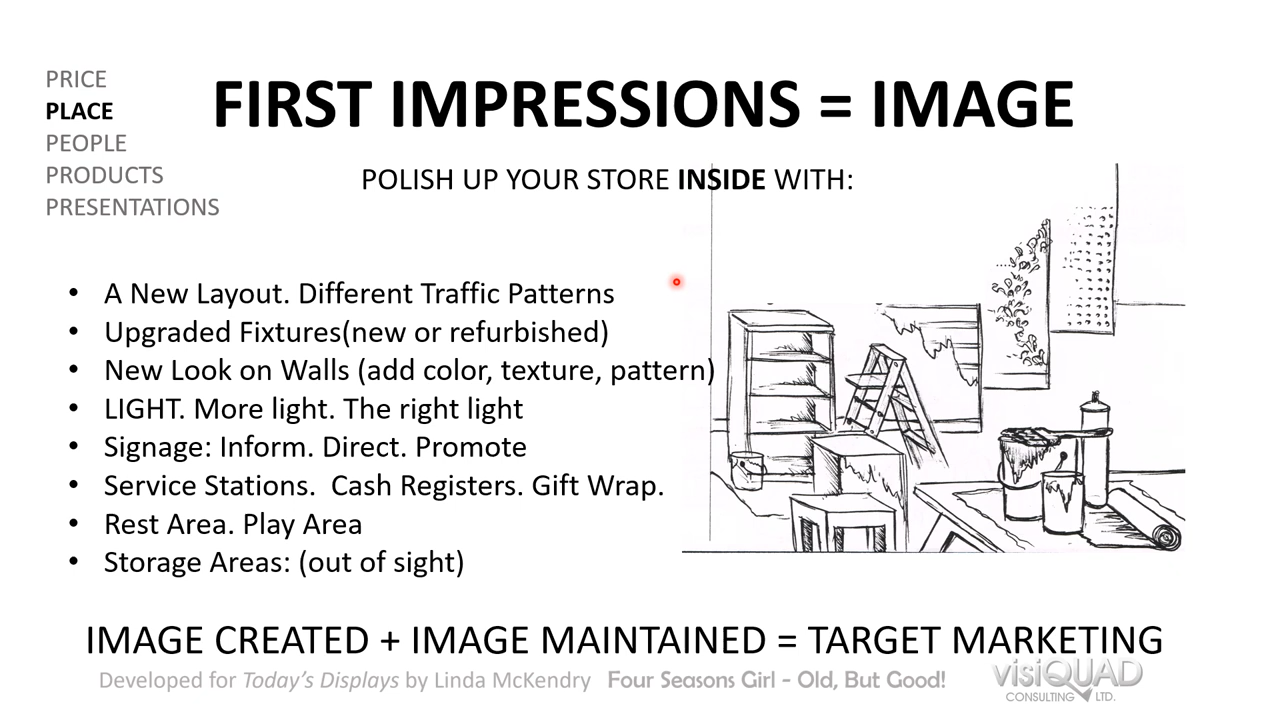 PRICE
PLACE
PEOPLE
PRODUCTS
PRESENTATIONS
FIRST IMPRESSIONS = IMAGE
POLISH UP YOUR STORE INSIDE WITH:
• A New Layout. Different Traffic Patterns
• Upgraded Fixtures(new or refurbished)
• New Look on Walls (add color, texture, pattern)
• LIGHT. More light. The right light
• Signage: Inform. Direct. Promote
• Service Stations.  Cash Registers. Gift Wrap.
• Rest Area. Play Area
• Storage Areas: (out of sight)
IMAGE CREATED + IMAGE MAINTAINED = TARGET MARKETING
Developed for Today's Displays by Linda McKendry Four Seasons Girl - Old, But Good!
visiQUAD
CONSULTING LTD.